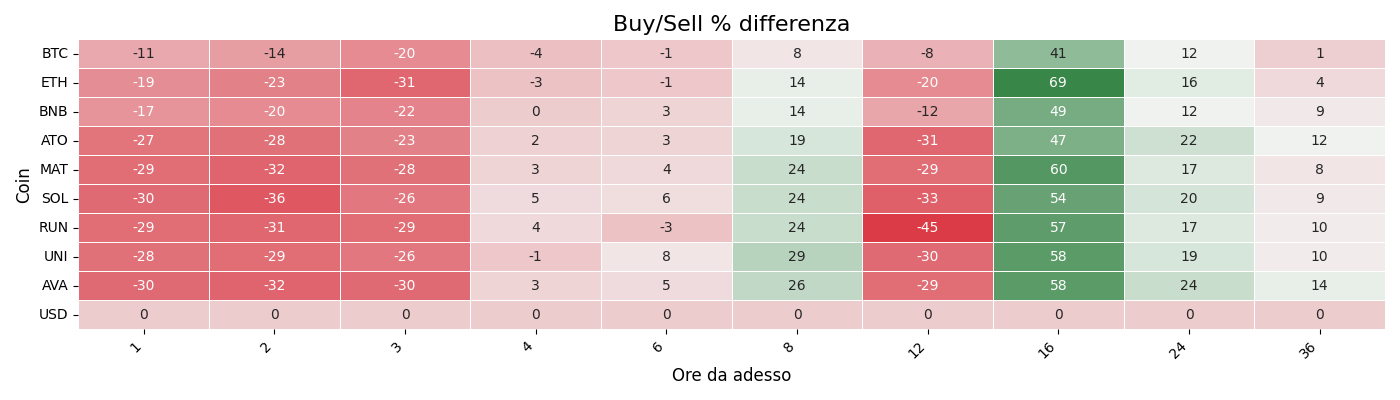 Buy/Sell % differenza
Coin
BTC -11 -14 -20 -4 -1 8 -8 41 12 1
ETH -19 -23 -31 -3 -1 14 -20 69 16 4
BNB -17 -20 -22 0 3 14 -12 49 12 9
ATO -27 -28 -23 2 3 19 -31 47 22 12
MAT -29 -32 -28 3 4 24 -29 60 17 8
SOL -30 -36 -26 5 6 24 -33 54 20 9
RUN -29 -31 -29 4 -3 24 -45 57 17 10
UNI -28 -29 -26 -1 8 29 -30 58 19 10
AVA -30 -32 -30 3 5 26 -29 58 24 14
USD 0 0 0 0 0 0 0 0 0 0
1 2 3 4 6 8 12 16 24 36
Ore da adesso